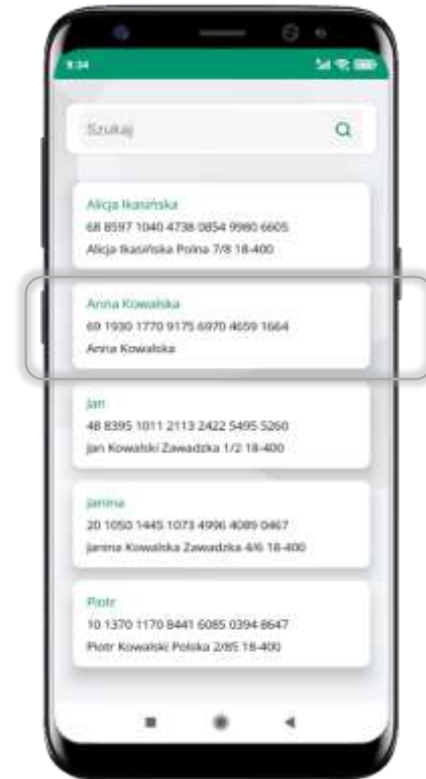 9:34
Szukaj
Alicja Ikasińska
68 8597 1040 4738 0854 9980 6605
Alicja Ikasińska Polna 7/8 18-400
Anna Kowalska
69 1930 1770 9175 6970 4659 1664
Anna Kowalska
Jan
48 8395 1011 2113 2422 5495 5260
Jan Kowalski Zawadzka 1/2 18-400
Janina
20 1050 1445 1073 4996 4089 0467
Janina Kowalska Zawadzka 4/6 18-400
Piotr
10 1370 1170 8441 6085 0394 8647
Piotr Kowalski Polska 2/85 18-400